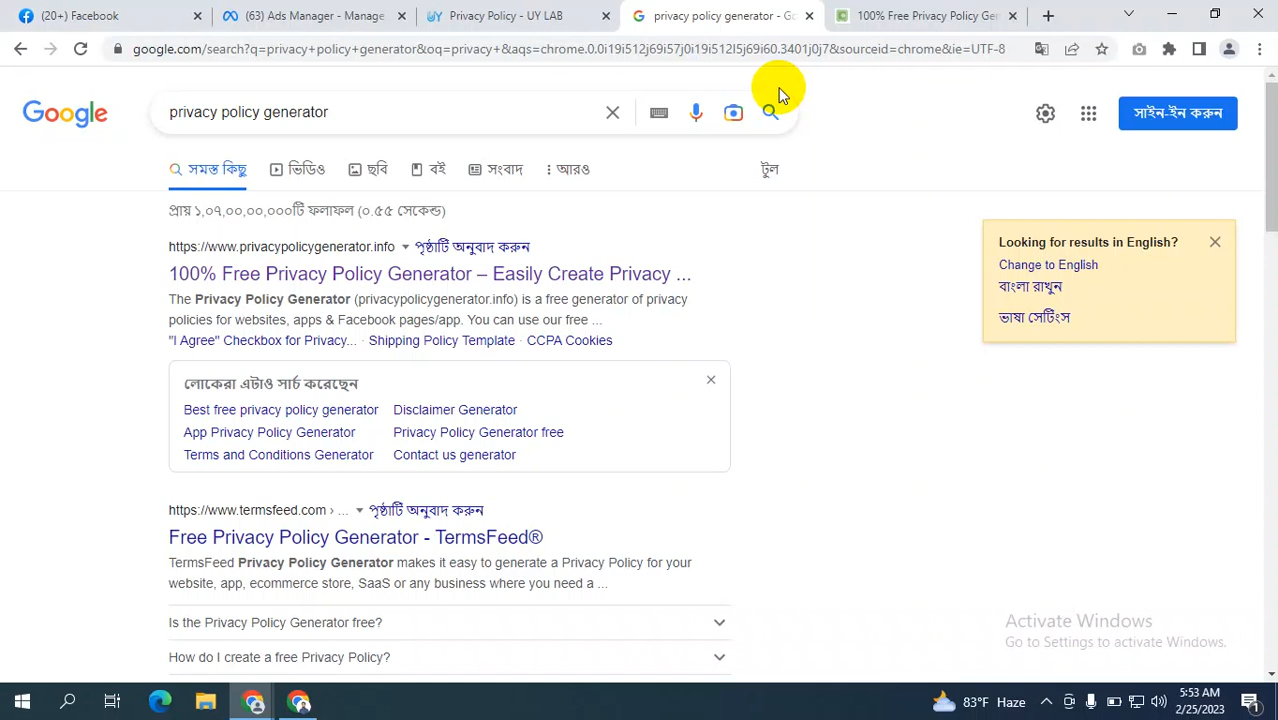 (20+) Facebook
(63) Ads Manager - Manage
Privacy Policy - UY LAB
privacy policy generator - Go
100% Free Privacy Policy Gen
google.com/search?q=privacy+policy+generator&oq=privacy+&aqs=chrome.0.0i19i512j69i57j0i19i512l5j69i60.3401j0j7&sourceid=chrome&ie=UTF-8
Google
privacy policy generator
সাইন-ইন করুন
সমস্ত কিছু
ভিডিও
ছবি
বই
সংবাদ
আরও
টুল
প্রায় ১,০৭,০০,০০,০০০টি ফলাফল (০.৫৫ সেকেন্ড)
https://www.privacypolicygenerator.info
পৃষ্ঠাটি অনুবাদ করুন
100% Free Privacy Policy Generator – Easily Create Privacy ...
The Privacy Policy Generator (privacypolicygenerator.info) is a free generator of privacy
policies for websites, apps & Facebook pages/app. You can use our free ...
"I Agree" Checkbox for Privacy... · Shipping Policy Template · CCPA Cookies
লোকেরা এটাও সার্চ করেছেন
Best free privacy policy generator
Disclaimer Generator
App Privacy Policy Generator
Privacy Policy Generator free
Terms and Conditions Generator
Contact us generator
https://www.termsfeed.com › ...
পৃষ্ঠাটি অনুবাদ করুন
Free Privacy Policy Generator - TermsFeed®
TermsFeed Privacy Policy Generator makes it easy to generate a Privacy Policy for your
website, app, ecommerce store, SaaS or any business where you need a ...
Is the Privacy Policy Generator free?
How do I create a free Privacy Policy?
Looking for results in English?
Change to English
বাংলা রাখুন
ভাষা সেটিংস
Activate Windows
Go to Settings to activate Windows.
83°F Haze
5:53 AM
2/25/2023
1